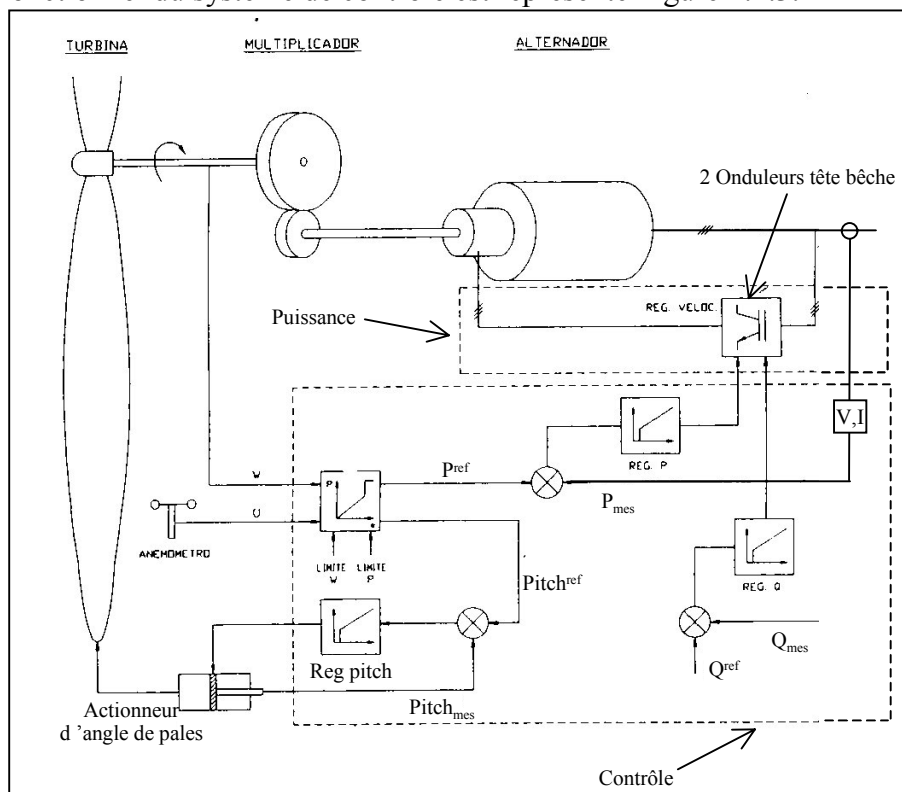 TURBINA
MULTIPLICADOR
ALTERNADOR
2 Onduleurs tête bêche
REG. VELOC.
Puissance
V,I
P
REG. P
W
Pref
Pmes
U
ANEMOMETRO
LIMITE
W
LIMITE
P
Pitchref
REG. Q
Reg pitch
Qmes
Qref
Pitchmes
Actionneur
d ’angle de pales
Contrôle